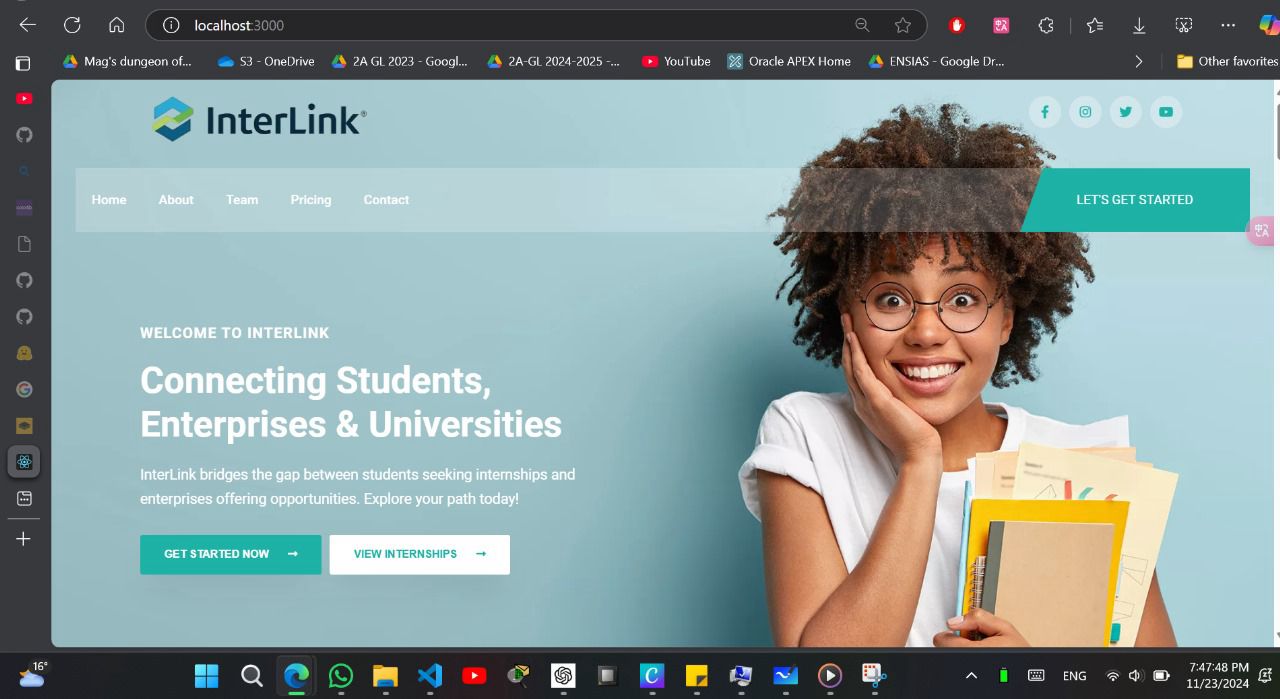 localhost:3000
Mag's dungeon of...
S3 - OneDrive
2A GL 2023 - Googl...
2A-GL 2024-2025 -...
YouTube
Oracle APEX Home
ENSIAS - Google Dr...
Other favorites
InterLink®
Home
About
Team
Pricing
Contact
LET'S GET STARTED
WELCOME TO INTERLINK
Connecting Students,
Enterprises & Universities
InterLink bridges the gap between students seeking internships and
enterprises offering opportunities. Explore your path today!
GET STARTED NOW
VIEW INTERNSHIPS
16°
ENG
7:47:48 PM
11/23/2024